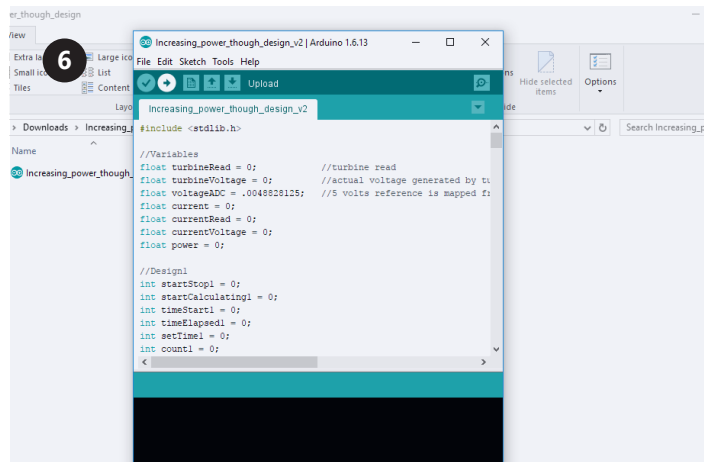 er_though_design
View
Extra la
Large ico
Small ico
List
Tiles
Content
Layo
6
ns
Hide selected
items
Options
ide
> Downloads > Increasing_p
Search Increasing_p
Name
Increasing_power_though_
Increasing_power_though_design_v2 | Arduino 1.6.13
File Edit Sketch Tools Help
Upload
Increasing_power_though_design_v2
#include <stdlib.h>
//Variables
float turbineRead = 0; //turbine read
float turbineVoltage = 0; //actual voltage generated by tu
float voltageADC = .0048828125; //5 volts reference is mapped fr
float current = 0;
float currentRead = 0;
float currentVoltage = 0;
float power = 0;
//Design1
int startStop1 = 0;
int startCalculating1 = 0;
int timeStart1 = 0;
int timeElapsed1 = 0;
int setTime1 = 0;
int count1 = 0;